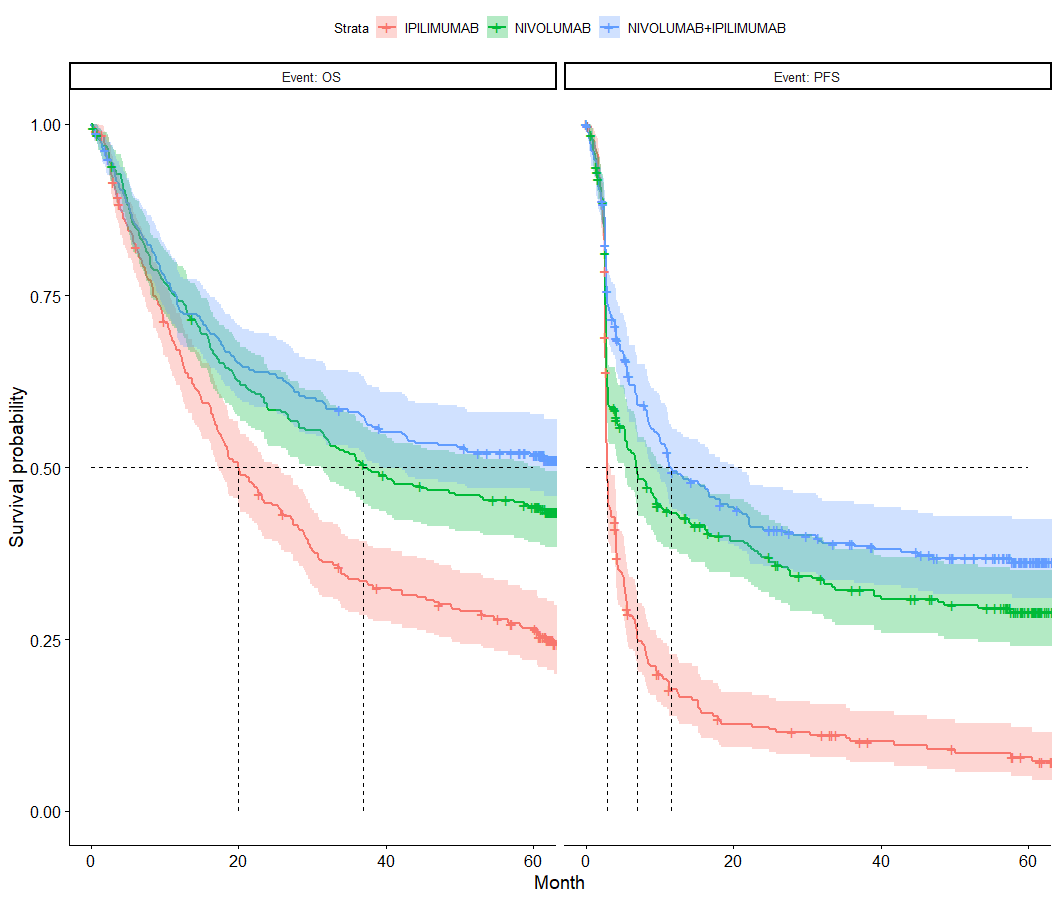 Strata IPILIMUMAB NIVOLUMAB NIVOLUMAB+IPILIMUMAB
Event: OS
Event: PFS
Survival probability
1.00
0.75
0.50
0.25
0.00
0 20 40 60
0 20 40 60
Month